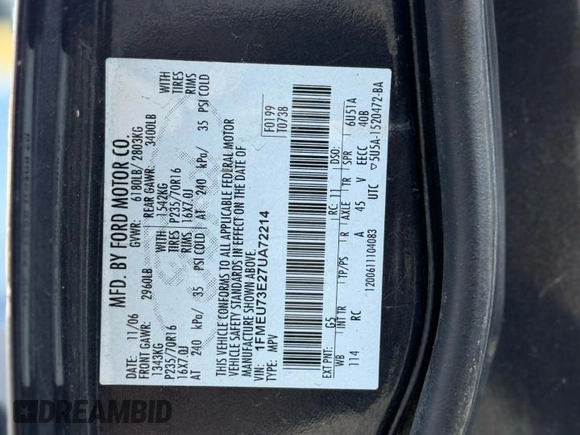 MFD. BY FORD MOTOR CO.
DATE: 11/06 GVWR: 6180LB/ 2803KG
FRONT GAWR: 2960LB REAR GAWR: 3400LB
1343KG WITH 1542KG WITH
P235/70R16 TIRES P235/70R16 TIRES
16X7.0J RIMS 16X7.0J RIMS
AT 240 kPa/ 35 PSI COLD AT 240 kPa/ 35 PSI COLD
THIS VEHICLE CONFORMS TO ALL APPLICABLE FEDERAL MOTOR
VEHICLE SAFETY STANDARDS IN EFFECT ON THE DATE OF
MANUFACTURE SHOWN ABOVE.
VIN: 1FMEU73E27UA72214
TYPE: MPV
F0199
T0738
EXT PNT: G5 RC: 11 DSO:
WB INT TR TP/PS R AXLE TR SPR 6U51A
114 RC A 45 V EECC 40B
1200611104083 UTC ▽5U5A-1520472-BA
DREAMBID